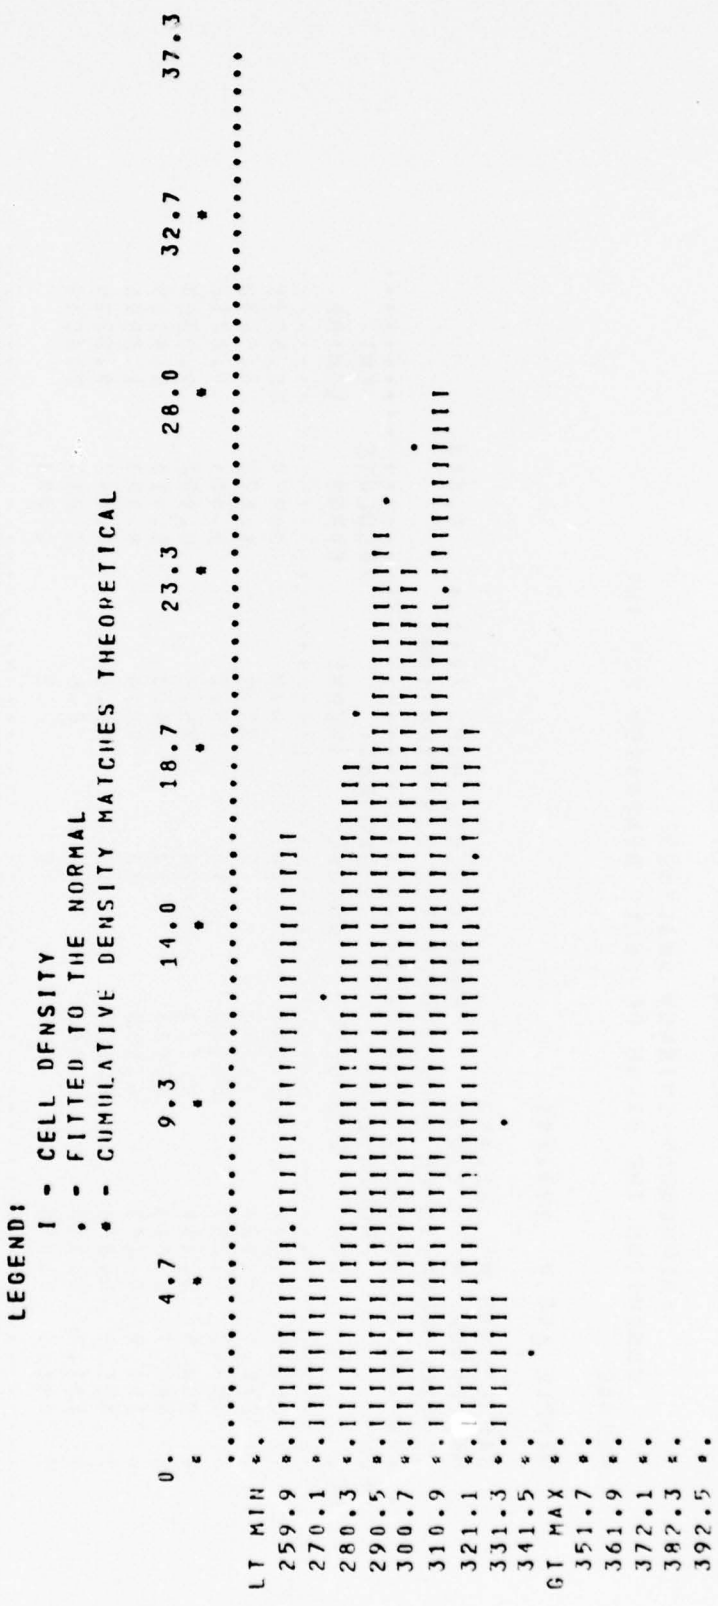 LEGEND:
I - CELL DENSITY
. - FITTED TO THE NORMAL
* - CUMULATIVE DENSITY MATCHES THEORETICAL
0. 4.7 9.3 14.0 18.7 23.3 28.0 32.7 37.3
LT MIN
259.9
270.1
280.3
290.5
300.7
310.9
321.1
331.3
341.5
GT MAX
351.7
361.9
372.1
382.3
392.5